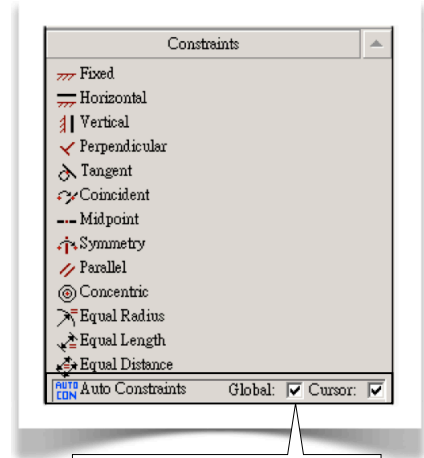 Constraints
Fixed
Horizontal
Vertical
Perpendicular
Tangent
Coincident
Midpoint
Symmetry
Parallel
Concentric
Equal Radius
Equal Length
Equal Distance
AUTO CON Auto Constraints Global: Cursor: